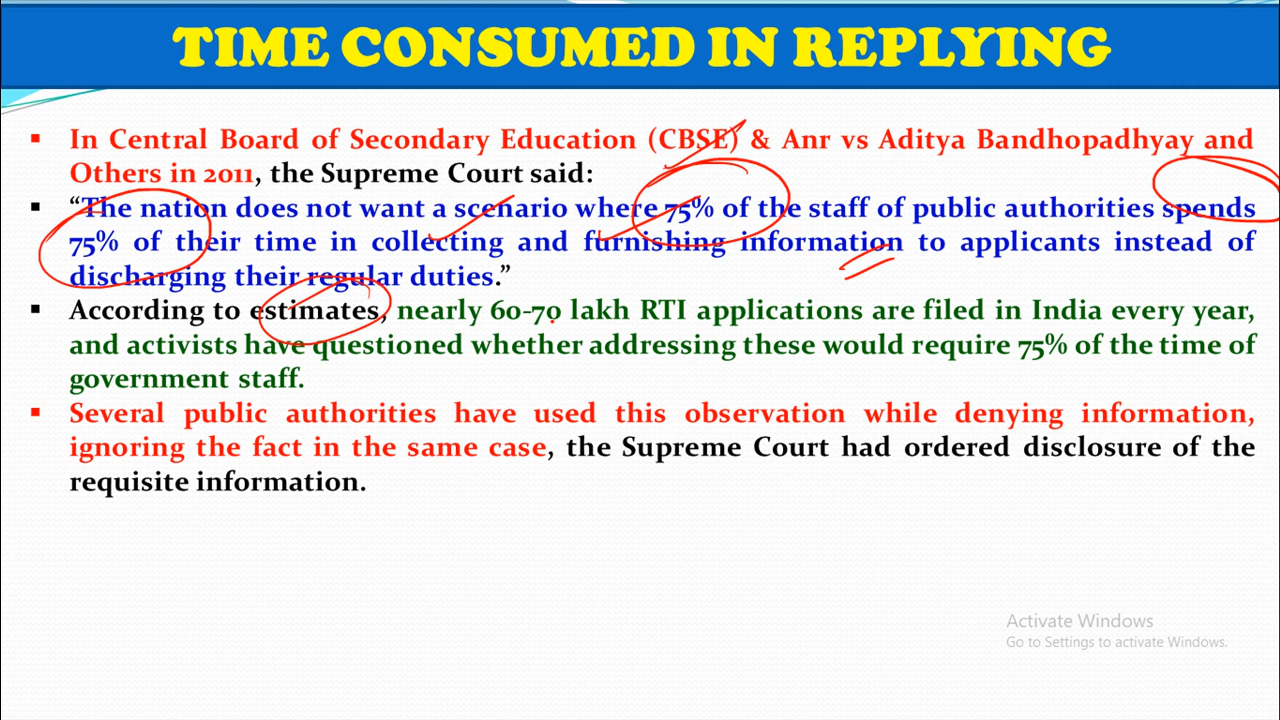 TIME CONSUMED IN REPLYING
▪ In Central Board of Secondary Education (CBSE) & Anr vs Aditya Bandhopadhyay and
Others in 2011, the Supreme Court said:
▪ “The nation does not want a scenario where 75% of the staff of public authorities spends
75% of their time in collecting and furnishing information to applicants instead of
discharging their regular duties.”
▪ According to estimates, nearly 60-70 lakh RTI applications are filed in India every year,
and activists have questioned whether addressing these would require 75% of the time of
government staff.
▪ Several public authorities have used this observation while denying information,
ignoring the fact in the same case, the Supreme Court had ordered disclosure of the
requisite information.
Activate Windows
Go to Settings to activate Windows.